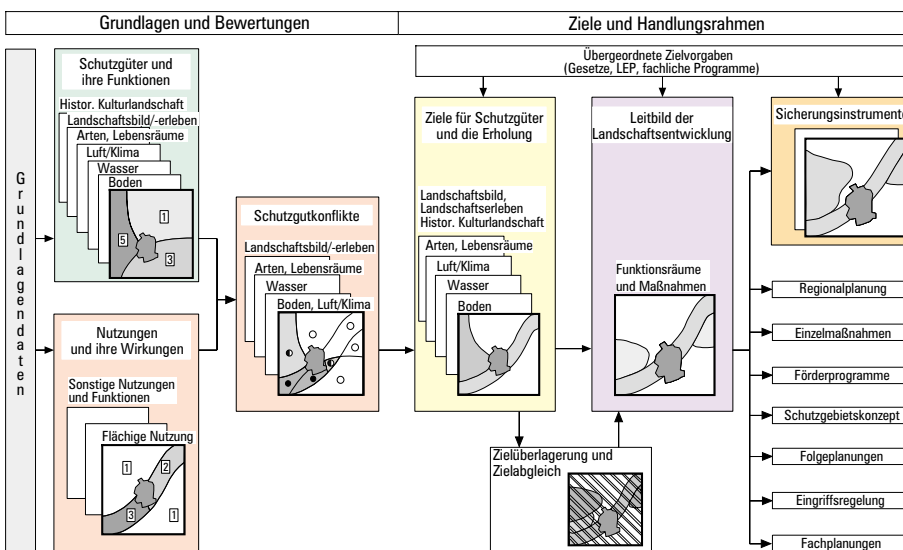 Grundlagen und Bewertungen
Ziele und Handlungsrahmen
Grundlagendaten
Schutzgüter und
ihre Funktionen
Histor. Kulturlandschaft
Landschaftsbild/-erleben
Arten, Lebensräume
Luft/Klima
Wasser
Boden
1
5
3
Nutzungen
und ihre Wirkungen
Sonstige Nutzungen
und Funktionen
Flächige Nutzung
1
2
3
1
Schutzgutkonflikte
Landschaftsbild/-erleben
Arten, Lebensräume
Wasser
Boden, Luft/Klima
Übergeordnete Zielvorgaben
(Gesetze, LEP, fachliche Programme)
Ziele für Schutzgüter
und die Erholung
Landschaftsbild,
Landschaftserleben
Histor. Kulturlandschaft
Arten, Lebensräume
Luft/Klima
Wasser
Boden
Zielüberlagerung und
Zielabgleich
Leitbild der
Landschaftsentwicklung
Funktionsräume
und Maßnahmen
Sicherungsinstrumente
Regionalplanung
Einzelmaßnahmen
Förderprogramme
Schutzgebietskonzept
Folgeplanungen
Eingriffsregelung
Fachplanungen